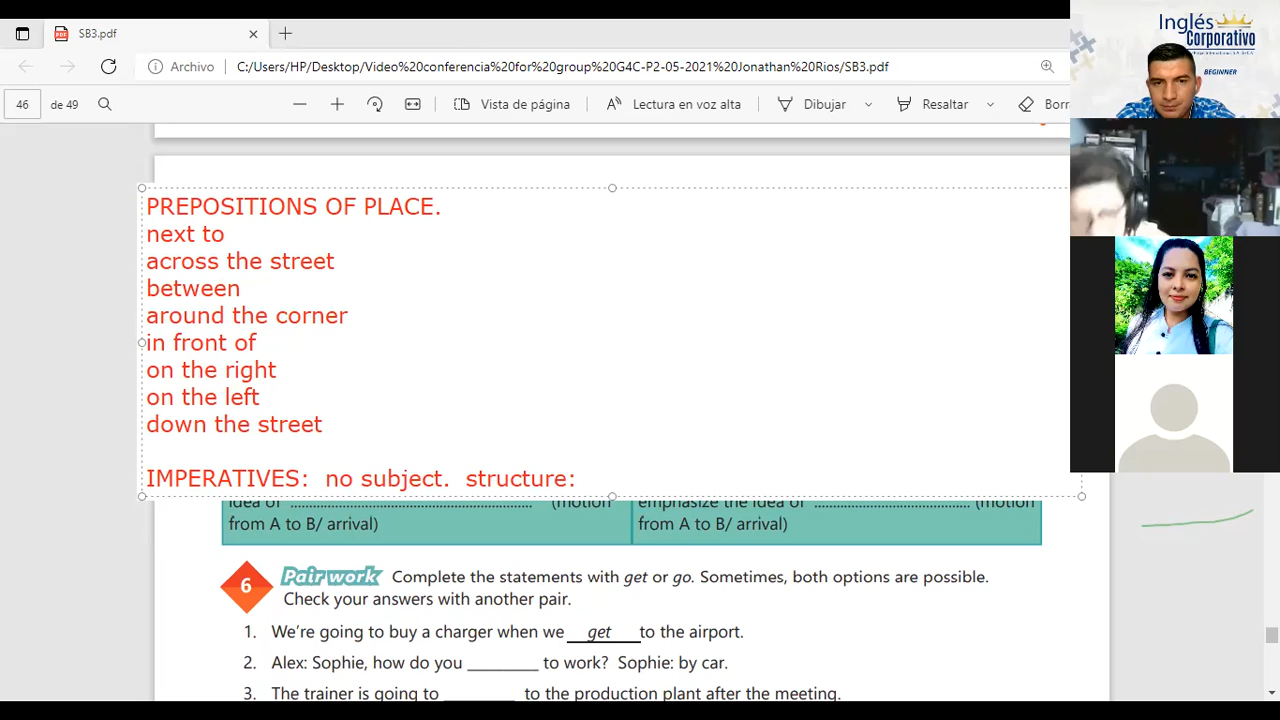 SB3.pdf
Archivo
C:/Users/HP/Desktop/Video%20conferencia%20for%20group%20G4C-P2-05-2021%20Jonathan%20Rios/SB3.pdf
46
de 49
Vista de página
Lectura en voz alta
Dibujar
Resaltar
Borr
Inglés
Corporativo
BEGINNER
PREPOSITIONS OF PLACE.
next to
across the street
between
around the corner
in front of
on the right
on the left
down the street
IMPERATIVES: no subject. structure:
idea of ............................................... (motion
from A to B/ arrival)
emphasize the idea of ................................... (motion
from A to B/ arrival)
6
Pair work Complete the statements with get or go. Sometimes, both options are possible.
Check your answers with another pair.
1. We're going to buy a charger when we __get__ to the airport.
2. Alex: Sophie, how do you ________ to work? Sophie: by car.
3. The trainer is going to ________ to the production plant after the meeting.